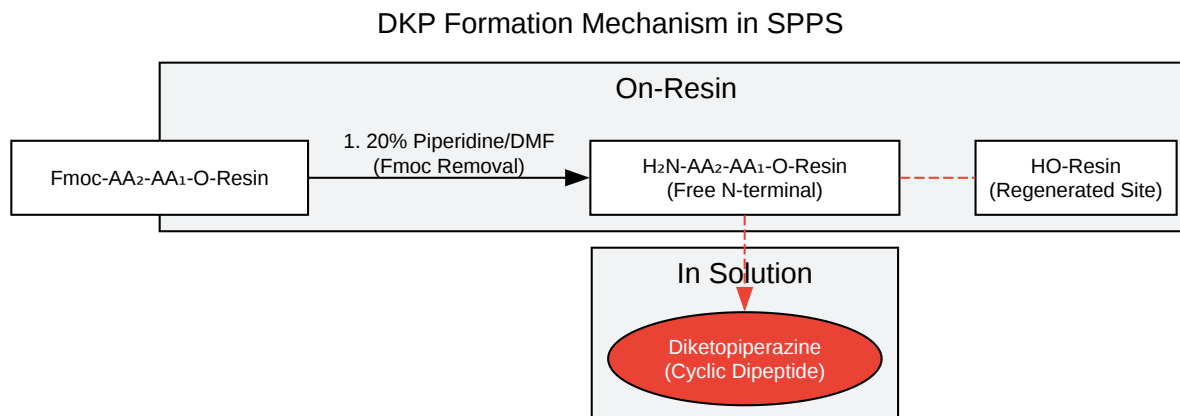 DKP Formation Mechanism in SPPS
On-Resin
Fmoc-AA₂-AA₁-O-Resin
1. 20% Piperidine/DMF
(Fmoc Removal)
H₂N-AA₂-AA₁-O-Resin
(Free N-terminal)
HO-Resin
(Regenerated Site)
In Solution
Diketopiperazine
(Cyclic Dipeptide)